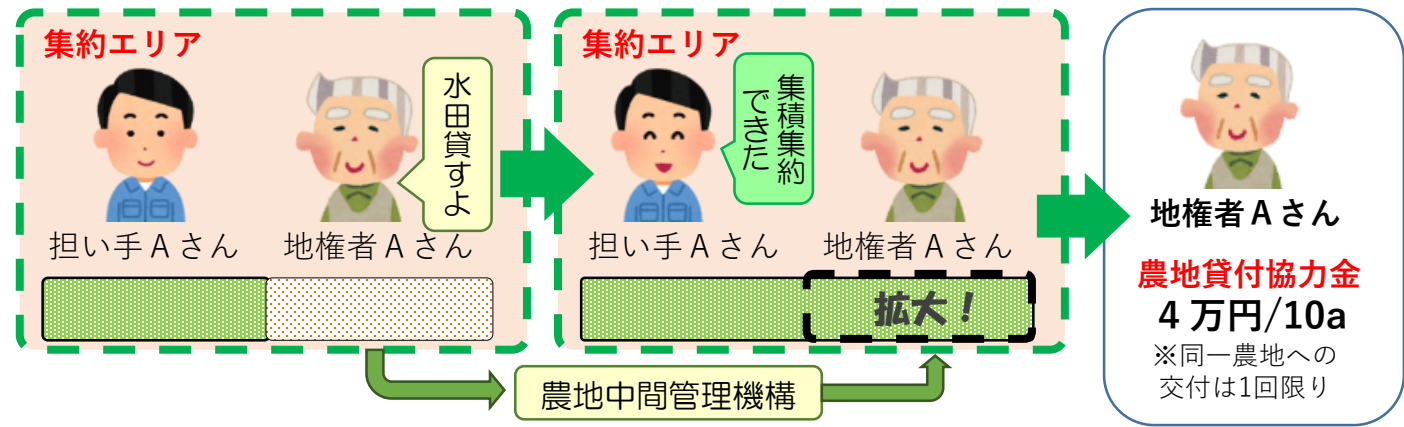 集約エリア
水田貸すよ
担い手Aさん
地権者Aさん
集約エリア
集積集約
できた
担い手Aさん
地権者Aさん
拡大！
農地中間管理機構
地権者Aさん
農地貸付協力金
4万円/10a
※同一農地への
交付は1回限り